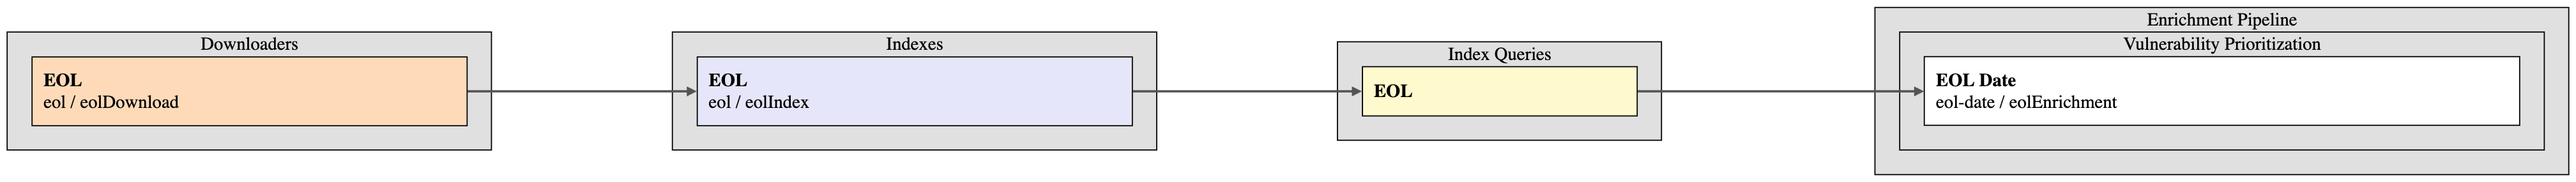 Downloaders
EOL
eol / eolDownload
Indexes
EOL
eol / eolIndex
Index Queries
EOL
Enrichment Pipeline
Vulnerability Prioritization
EOL Date
eol-date / eolEnrichment